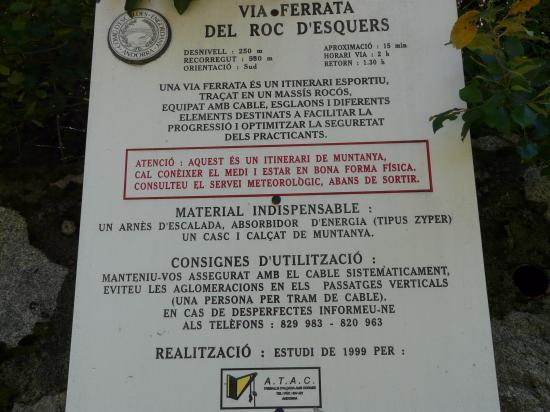 VIA FERRATA
DEL ROC D'ESQUERS
DESNIVELL : 250 m
RECORREGUT : 550 m
ORIENTACIÓ : Sud
APROXIMACIÓ : 15 min
HORARI VIA : 2 h
RETORN : 1.30 h
UNA VIA FERRATA ÉS UN ITINERARI ESPORTIU,
TRAÇAT EN UN MASSÍS ROCÓS,
EQUIPAT AMB CABLE, ESGLAONS I DIFERENTS
ELEMENTS DESTINATS A FACILITAR LA
PROGRESSIÓ I OPTIMITZAR LA SEGURETAT
DELS PRACTICANTS.
ATENCIÓ : AQUEST ÉS UN ITINERARI DE MUNTANYA,
CAL CONÈIXER EL MEDI I ESTAR EN BONA FORMA FÍSICA.
CONSULTEU EL SERVEI METEOROLÒGIC, ABANS DE SORTIR.
MATERIAL INDISPENSABLE :
UN ARNÈS D'ESCALADA, ABSORBIDOR D'ENERGIA (TIPUS ZYPER)
UN CASC I CALÇAT DE MUNTANYA.
CONSIGNES D'UTILITZACIÓ :
MANTENIU-VOS ASSEGURAT AMB EL CABLE SISTEMÀTICAMENT,
EVITEU LES AGLOMERACIONS EN ELS PASSATGES VERTICALS
(UNA PERSONA PER TRAM DE CABLE).
EN CAS DE DESPERFECTES INFORMEU-NE
ALS TELÈFONS : 829 983 - 820 963
REALITZACIÓ : ESTUDI DE 1999 PER :
A.T.A.C.
ANDORRA